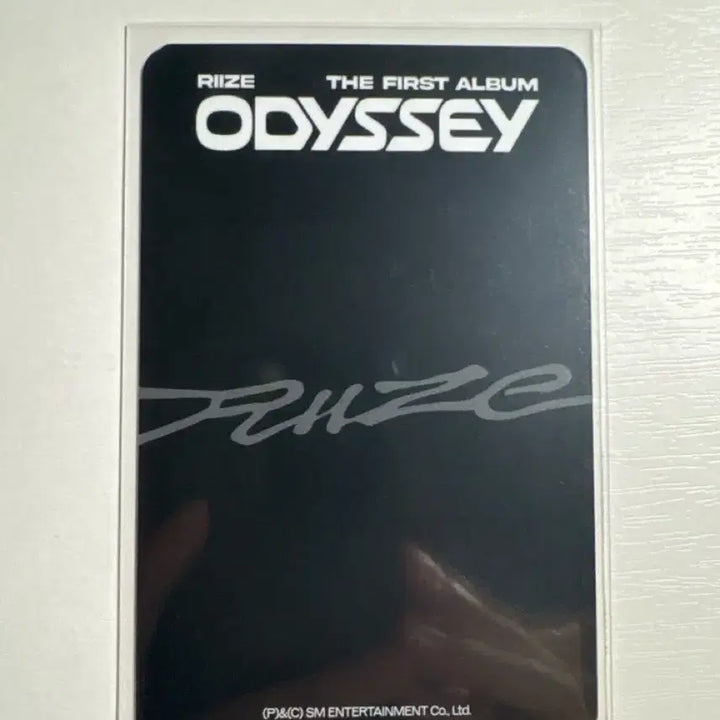 RIIZE THE FIRST ALBUM
ODYSSEY
RIIZE
(P)&(C) SM ENTERTAINMENT Co., Ltd.